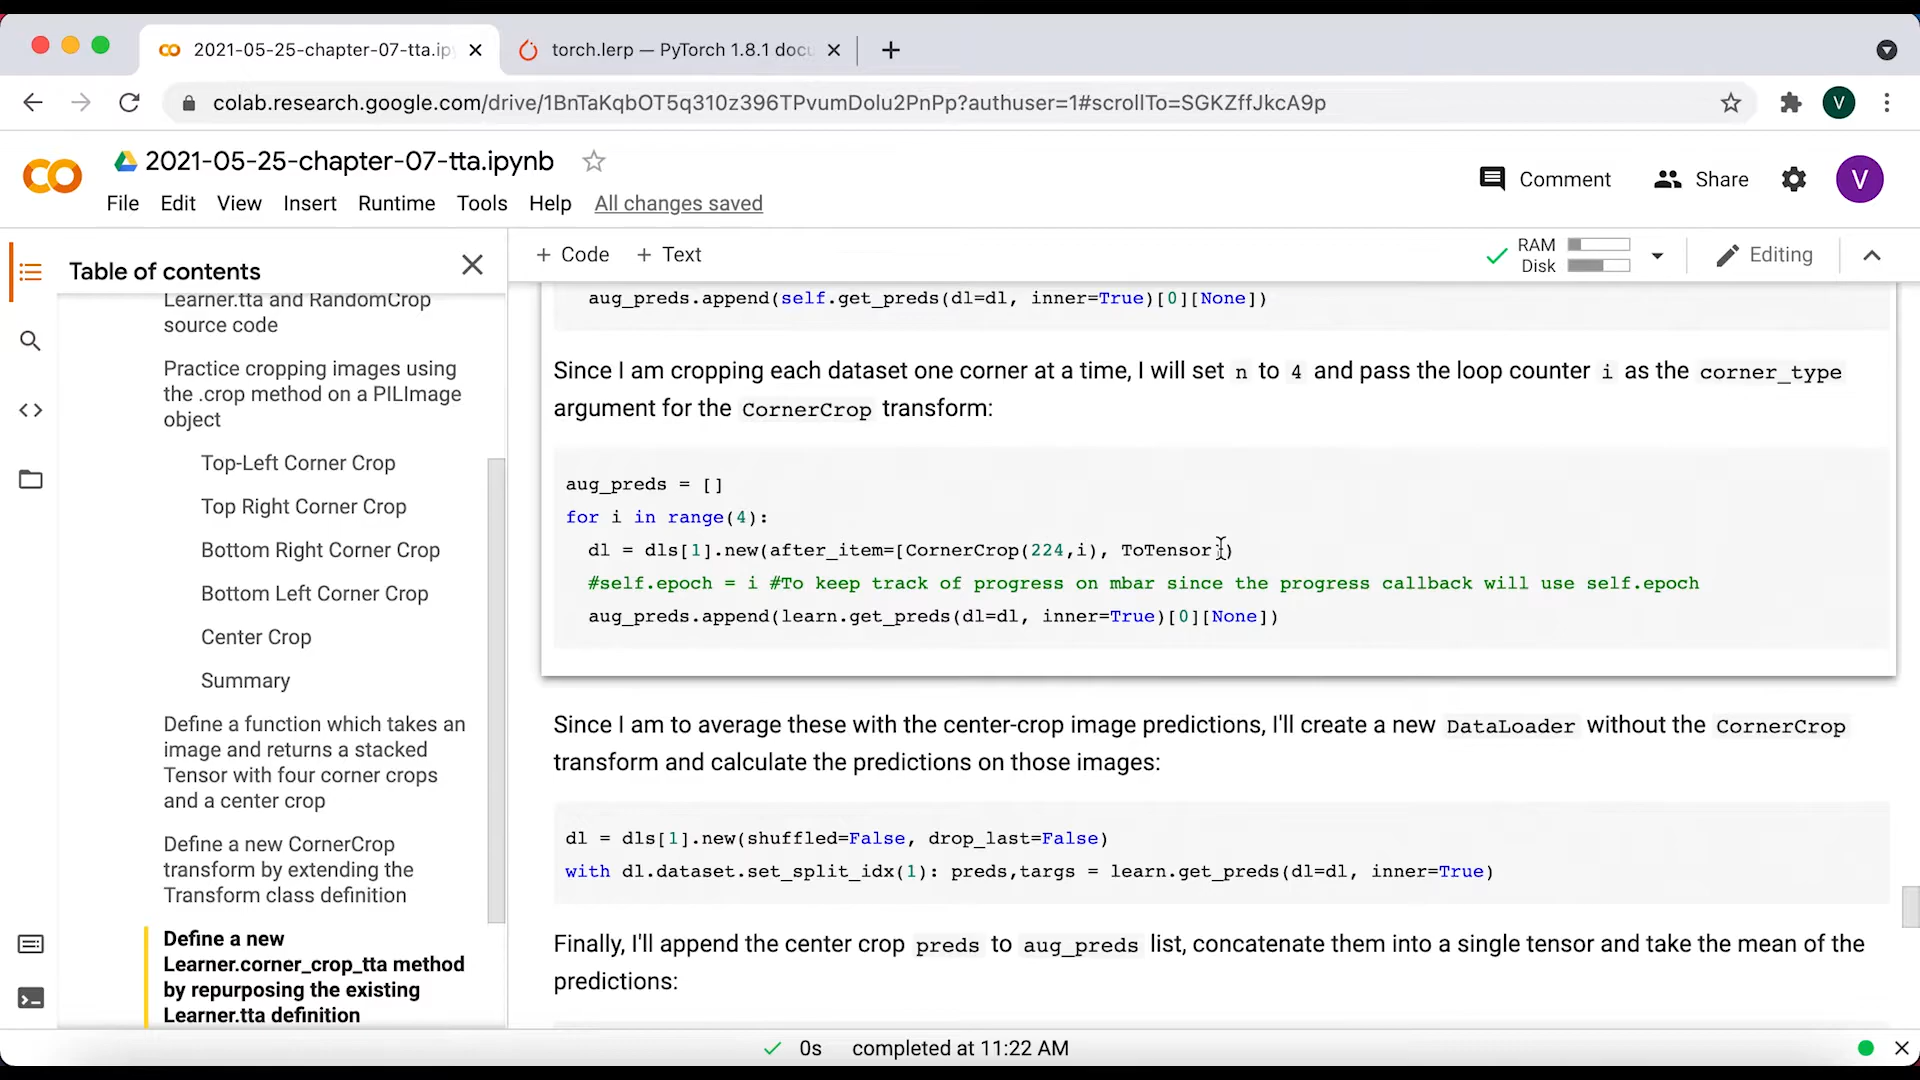 2021-05-25-chapter-07-tta.ip
torch.lerp — PyTorch 1.8.1 docu
colab.research.google.com/drive/1BnTaKqbOT5q310z396TPvumDolu2PnPp?authuser=1#scrollTo=SGKZffJkcA9p
V
2021-05-25-chapter-07-tta.ipynb
Comment
Share
V
File Edit View Insert Runtime Tools Help All changes saved
Table of contents
+ Code + Text
RAM
Disk
Editing
Learner.tta and RandomCrop
source code
Practice cropping images using
the .crop method on a PILImage
object
Top-Left Corner Crop
Top Right Corner Crop
Bottom Right Corner Crop
Bottom Left Corner Crop
Center Crop
Summary
Define a function which takes an
image and returns a stacked
Tensor with four corner crops
and a center crop
Define a new CornerCrop
transform by extending the
Transform class definition
Define a new
Learner.corner_crop_tta method
by repurposing the existing
Learner.tta definition
aug_preds.append(self.get_preds(dl=dl, inner=True)[0][None])
Since I am cropping each dataset one corner at a time, I will set n to 4 and pass the loop counter i as the corner_type
argument for the CornerCrop transform:
aug_preds = []
for i in range(4):
dl = dls[1].new(after_item=[CornerCrop(224,i), ToTensor])
#self.epoch = i #To keep track of progress on mbar since the progress callback will use self.epoch
aug_preds.append(learn.get_preds(dl=dl, inner=True)[0][None])
Since I am to average these with the center-crop image predictions, I'll create a new DataLoader without the CornerCrop
transform and calculate the predictions on those images:
dl = dls[1].new(shuffled=False, drop_last=False)
with dl.dataset.set_split_idx(1): preds,targs = learn.get_preds(dl=dl, inner=True)
Finally, I'll append the center crop preds to aug_preds list, concatenate them into a single tensor and take the mean of the
predictions:
0s completed at 11:22 AM